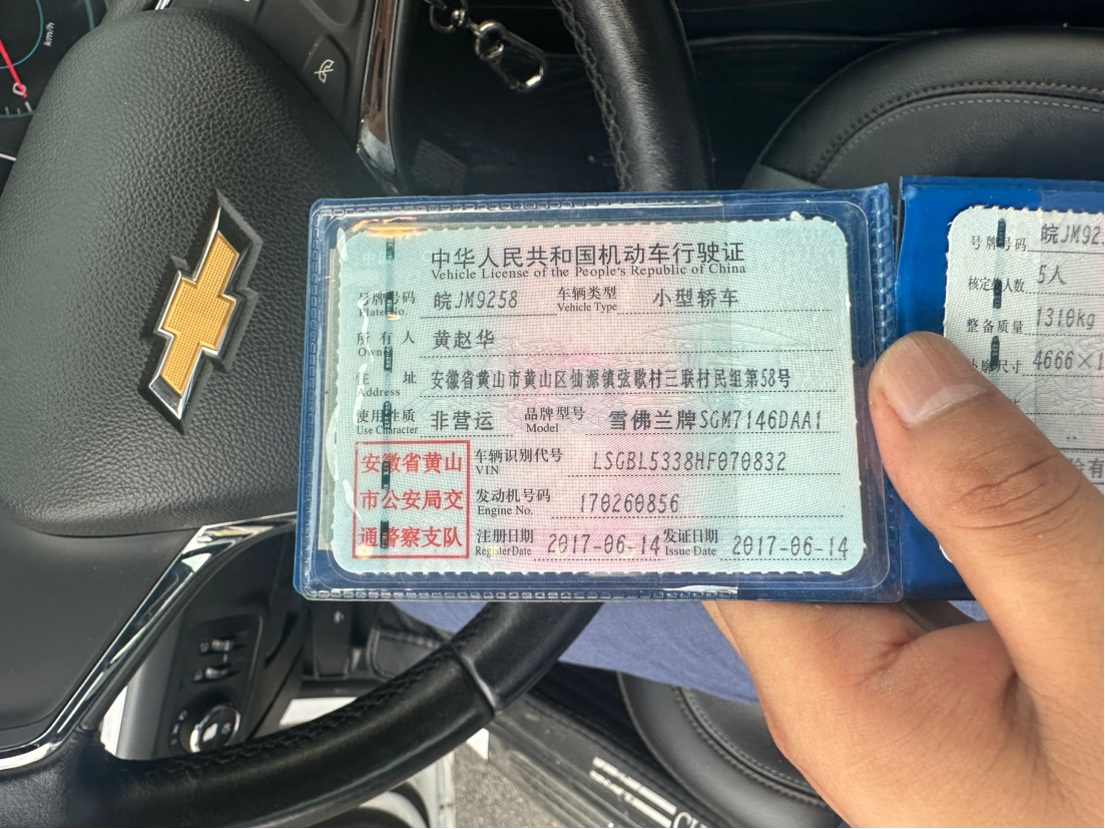 km/h
中华人民共和国机动车行驶证
Vehicle License of the People's Republic of China
号牌号码 皖JM9258 车辆类型 小型轿车
Plate No. Vehicle Type
所有人 黄赵华
Owner
住址 安徽省黄山市黄山区仙源镇弦歌村三联村民组第58号
Address
使用性质 非营运 品牌型号 雪佛兰牌SGM7146DAA1
Use Character Model
安徽省黄山
市公安局交
通警察支队
车辆识别代号 LSGBL5338HF070832
VIN
发动机号码 170260856
Engine No.
注册日期 2017-06-14 发证日期 2017-06-14
Register Date Issue Date
号牌号码 皖JM92
核定载人数 5人
整备质量 1310kg
外廓尺寸 4666×1